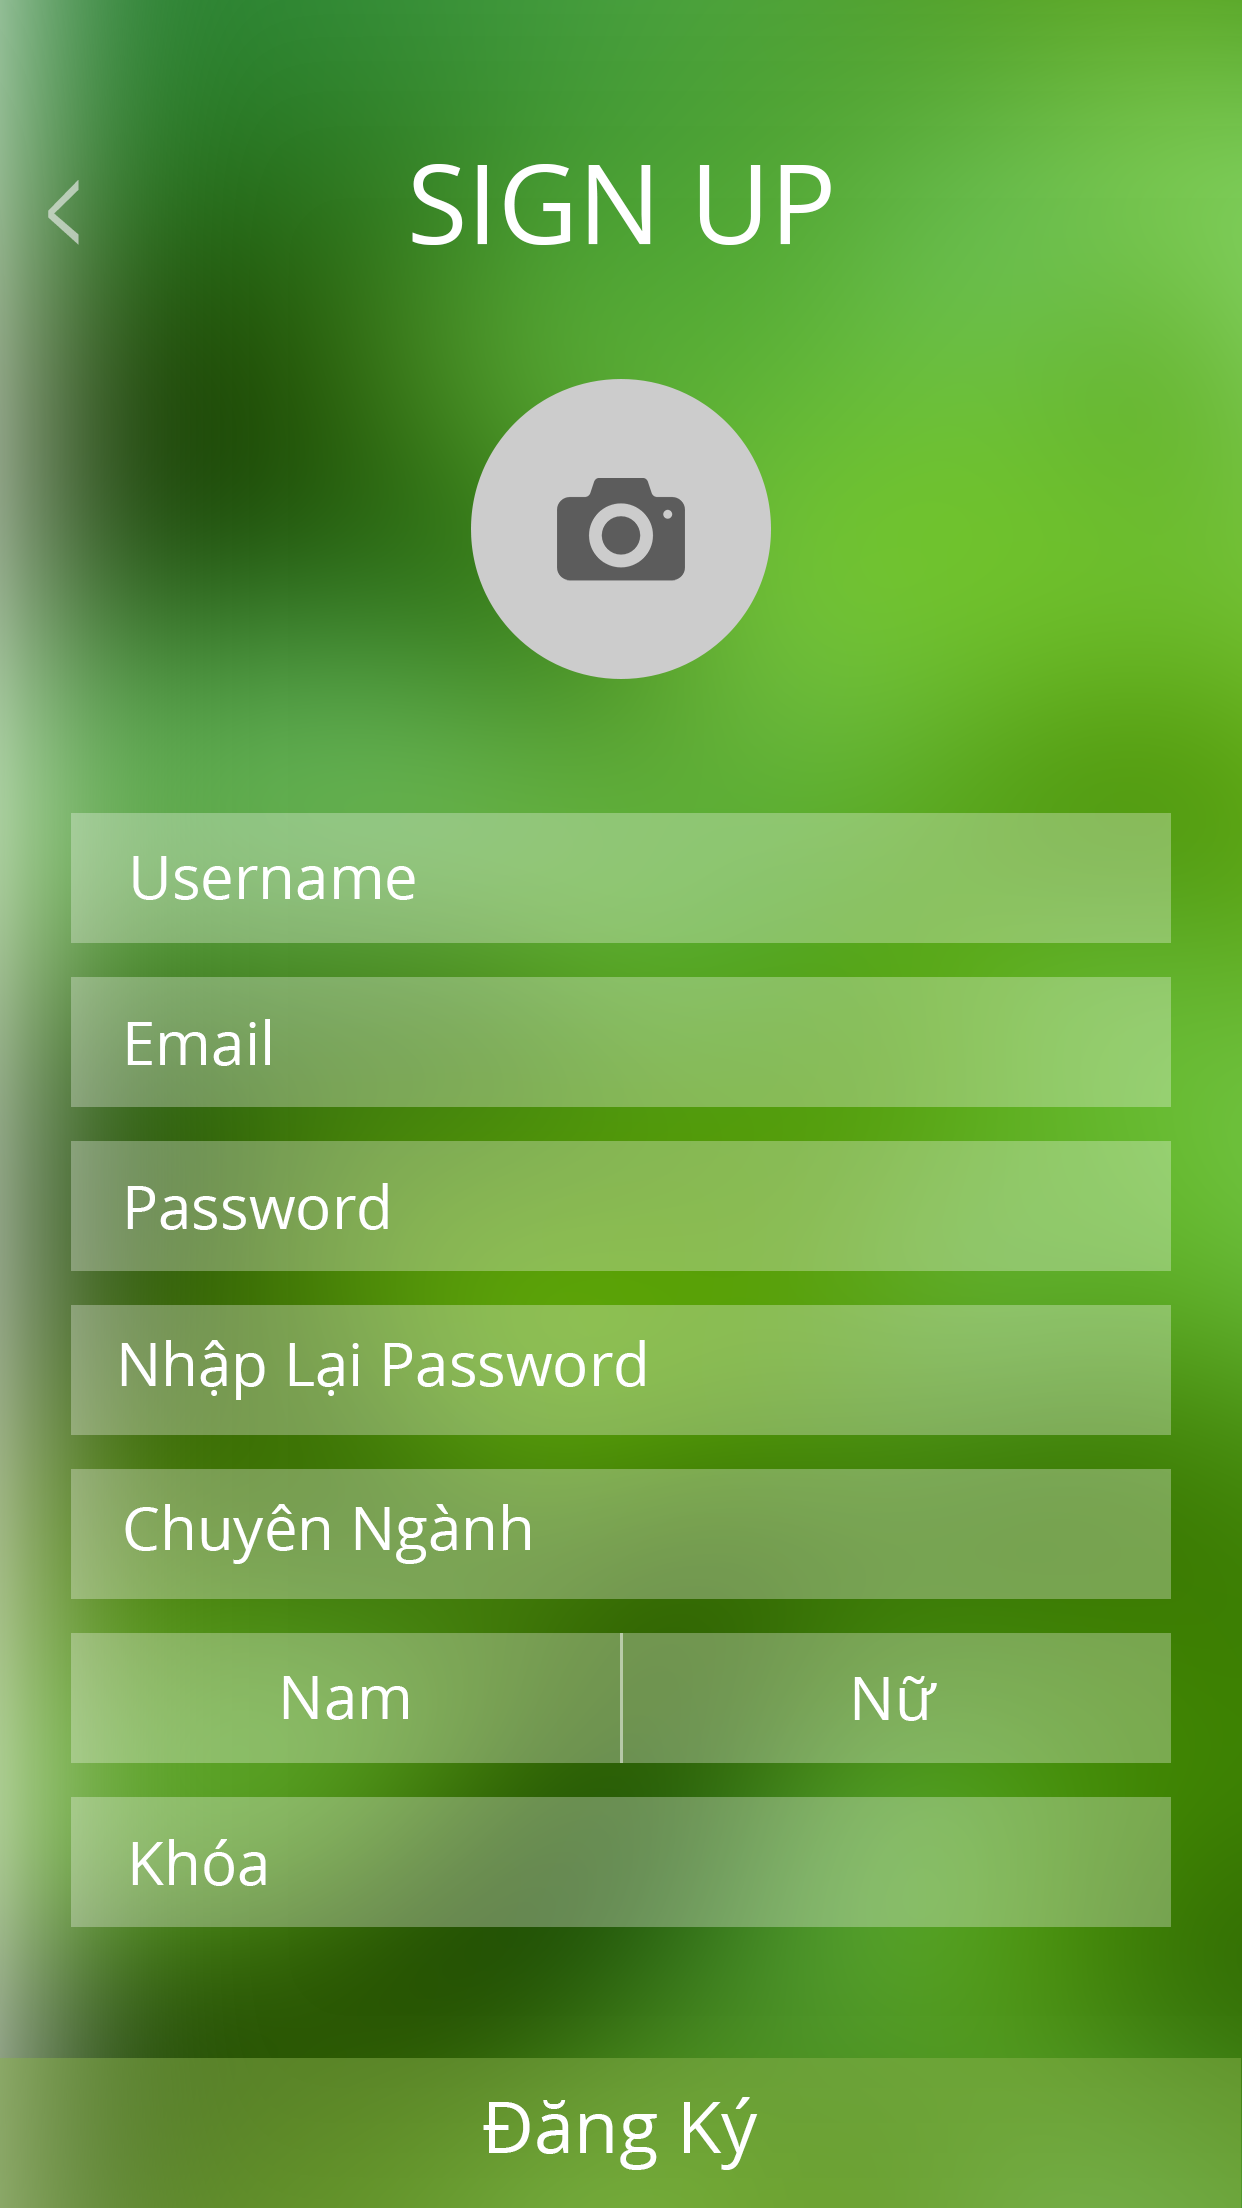 SIGN UP
Username
Email
Password
Nhập Lại Password
Chuyên Ngành
Nam
Nữ
Khóa
Đăng Ký